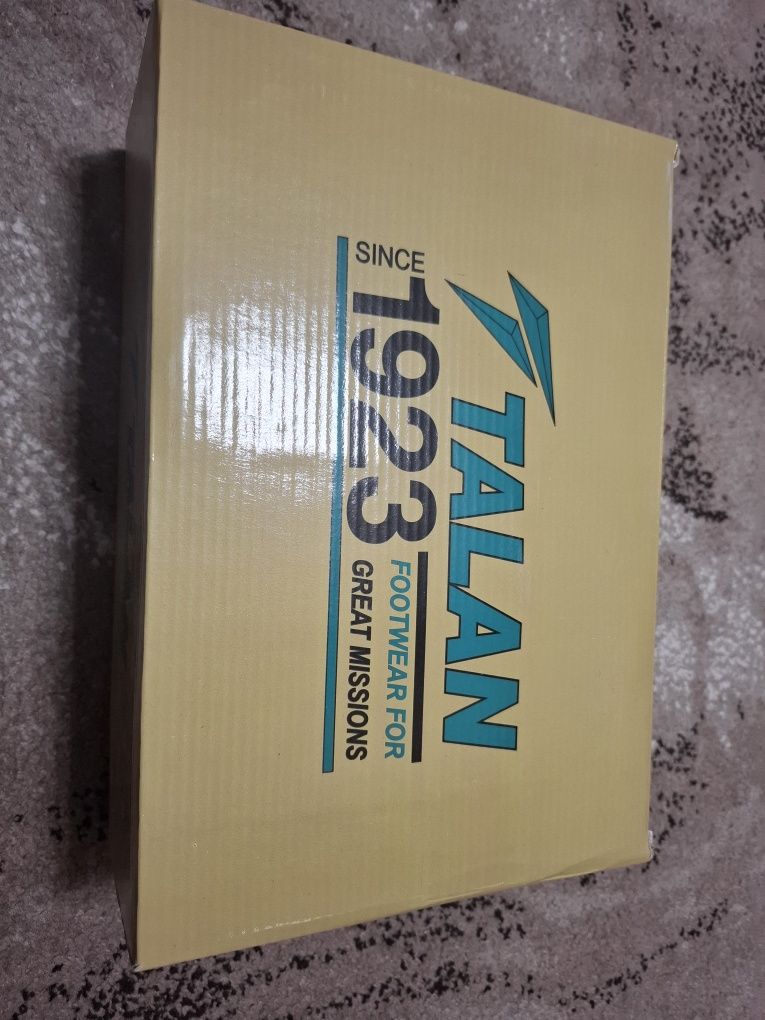 TALAN
SINCE
1923
FOOTWEAR FOR
GREAT MISSIONS